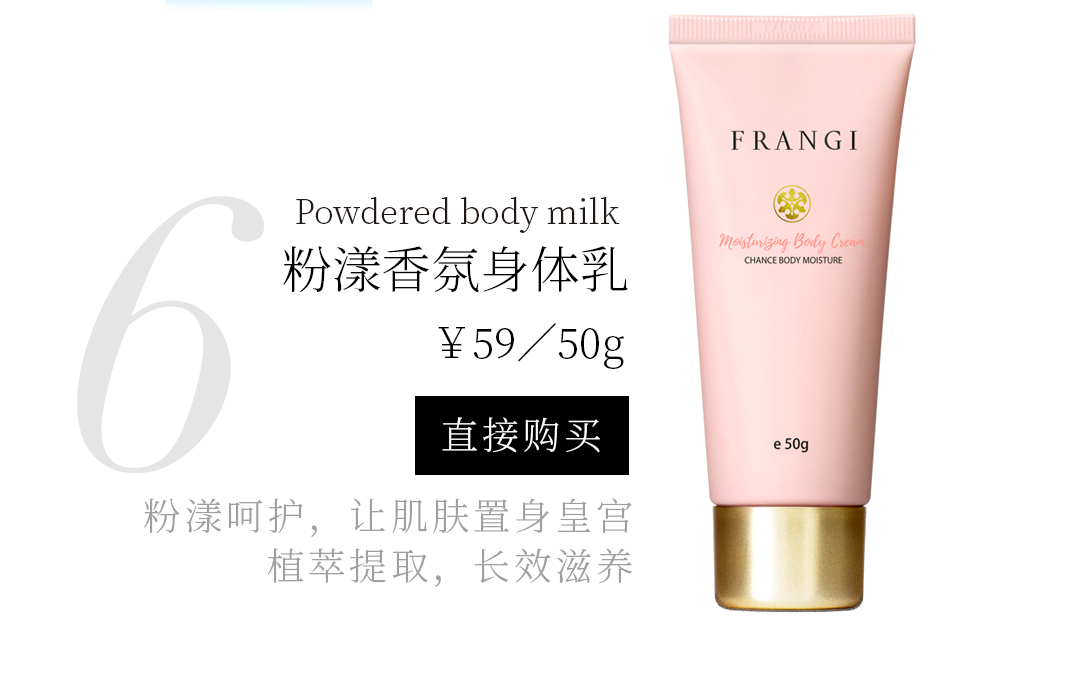 6
Powdered body milk
粉漾香氛身体乳
￥59／50g
直接购买
粉漾呵护，让肌肤置身皇宫
植萃提取，长效滋养
FRANGI
Moisturizing Body Cream
CHANCE BODY MOISTURE
e 50g